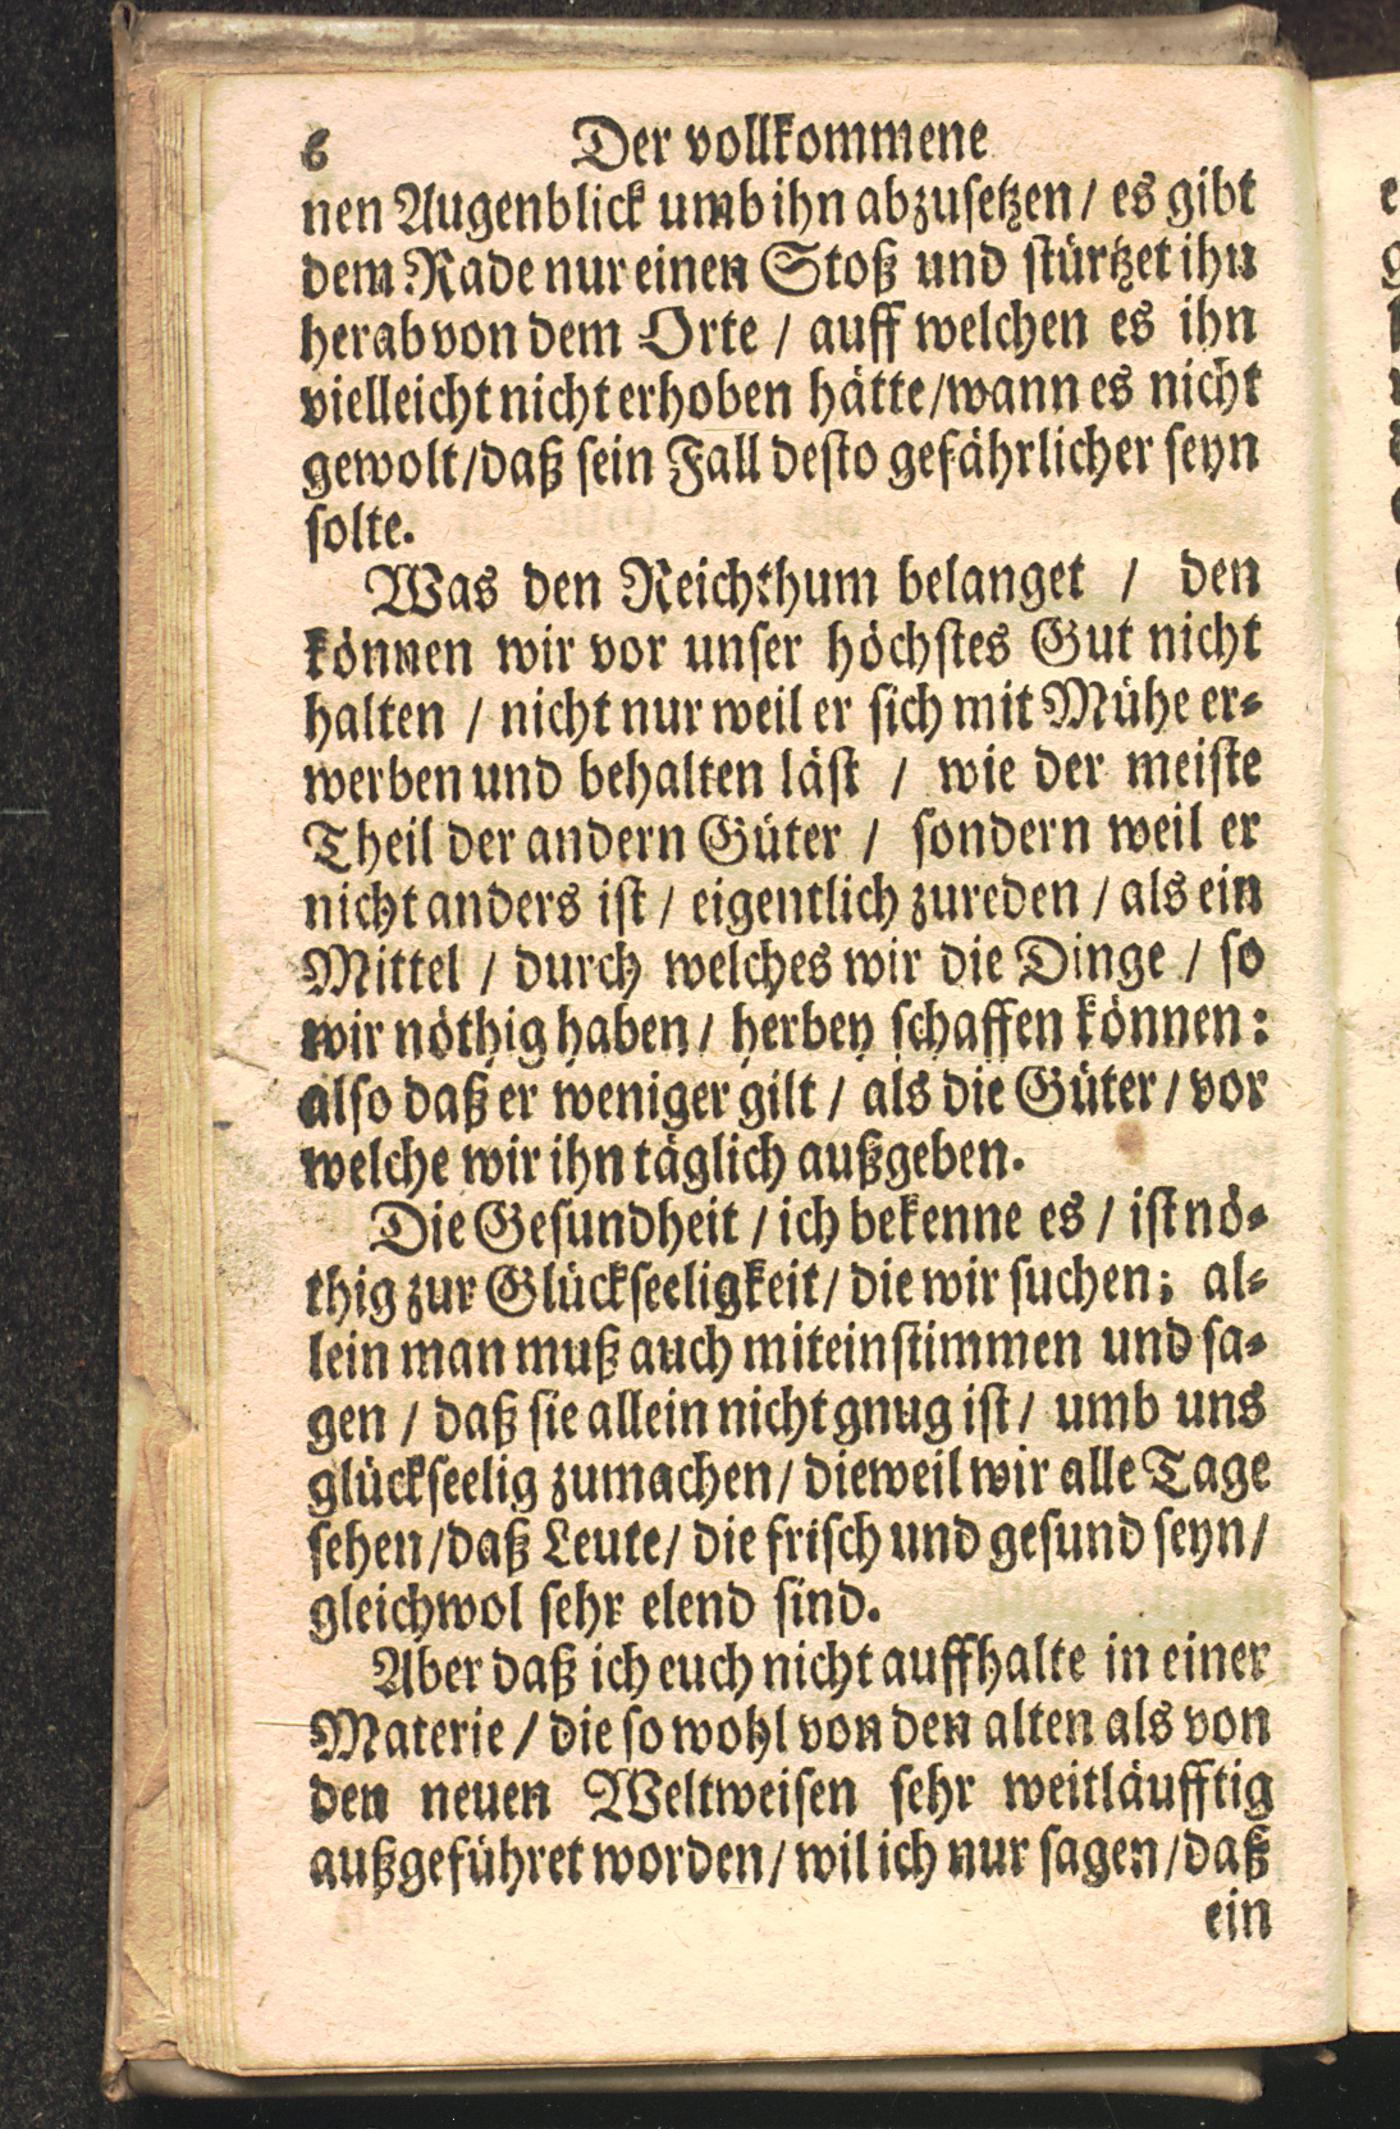 6 Der vollkommene
nen Augenblick umb ihn abzuſetzen / es gibt
dem Rade nur einen Stoß und ſtürtzet ihn
herab von dem Orte / auff welchen es ihn
vielleicht nicht erhoben hätte / wann es nicht
gewolt / daß ſein Fall deſto gefährlicher ſeyn
ſolte.
Was den Reichthum belanget / den
können wir vor unſer höchſtes Gut nicht
halten / nicht nur weil er ſich mit Mühe er-
werben und behalten läſt / wie der meiſte
Theil der andern Güter / ſondern weil er
nicht anders iſt / eigentlich zureden / als ein
Mittel / durch welches wir die Dinge / ſo
wir nöthig haben / herbey ſchaffen können:
alſo daß er weniger gilt / als die Güter / vor
welche wir ihn täglich außgeben.
Die Geſundheit / ich bekenne es / iſt nö-
thig zur Glückſeeligkeit / die wir ſuchen; al-
lein man muß auch miteinſtimmen und ſa-
gen / daß ſie allein nicht gnug iſt / umb uns
glückſeelig zumachen / dieweil wir alle Tage
ſehen / daß Leute / die friſch und geſund ſeyn /
gleichwol ſehr elend ſind.
Aber daß ich euch nicht auffhalte in einer
Materie / die ſo wohl von den alten als von
den neuen Weltweiſen ſehr weitläufftig
außgeführet worden / wil ich nur ſagen / daß
ein